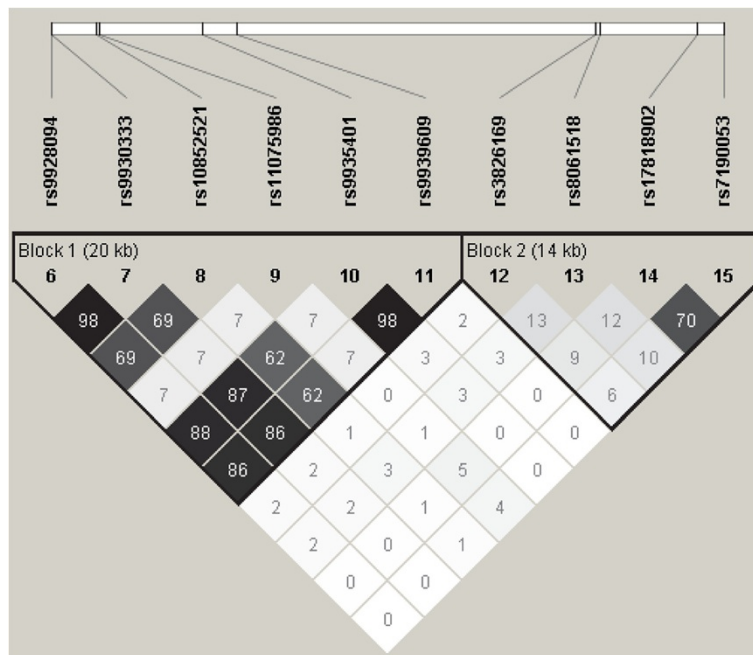 rs9928094
rs9930333
rs10852521
rs11075986
rs9935401
rs9939609
rs3826169
rs8061518
rs17818902
rs7190053
Block 1 (20 kb) Block 2 (14 kb)
6 7 8 9 10 11 12 13 14 15
98 69 7 7 98 2 13 12 70
69 7 62 7 3 3 9 10
7 87 62 0 3 0 6
88 86 1 1 0 0
86 2 3 5 0
2 2 1 4
2 0 1
0 0
0